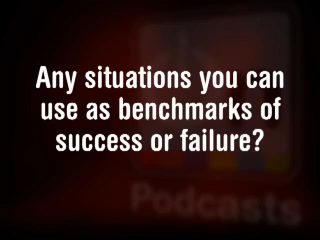 Any situations you can
use as benchmarks of
success or failure?
Podcasts